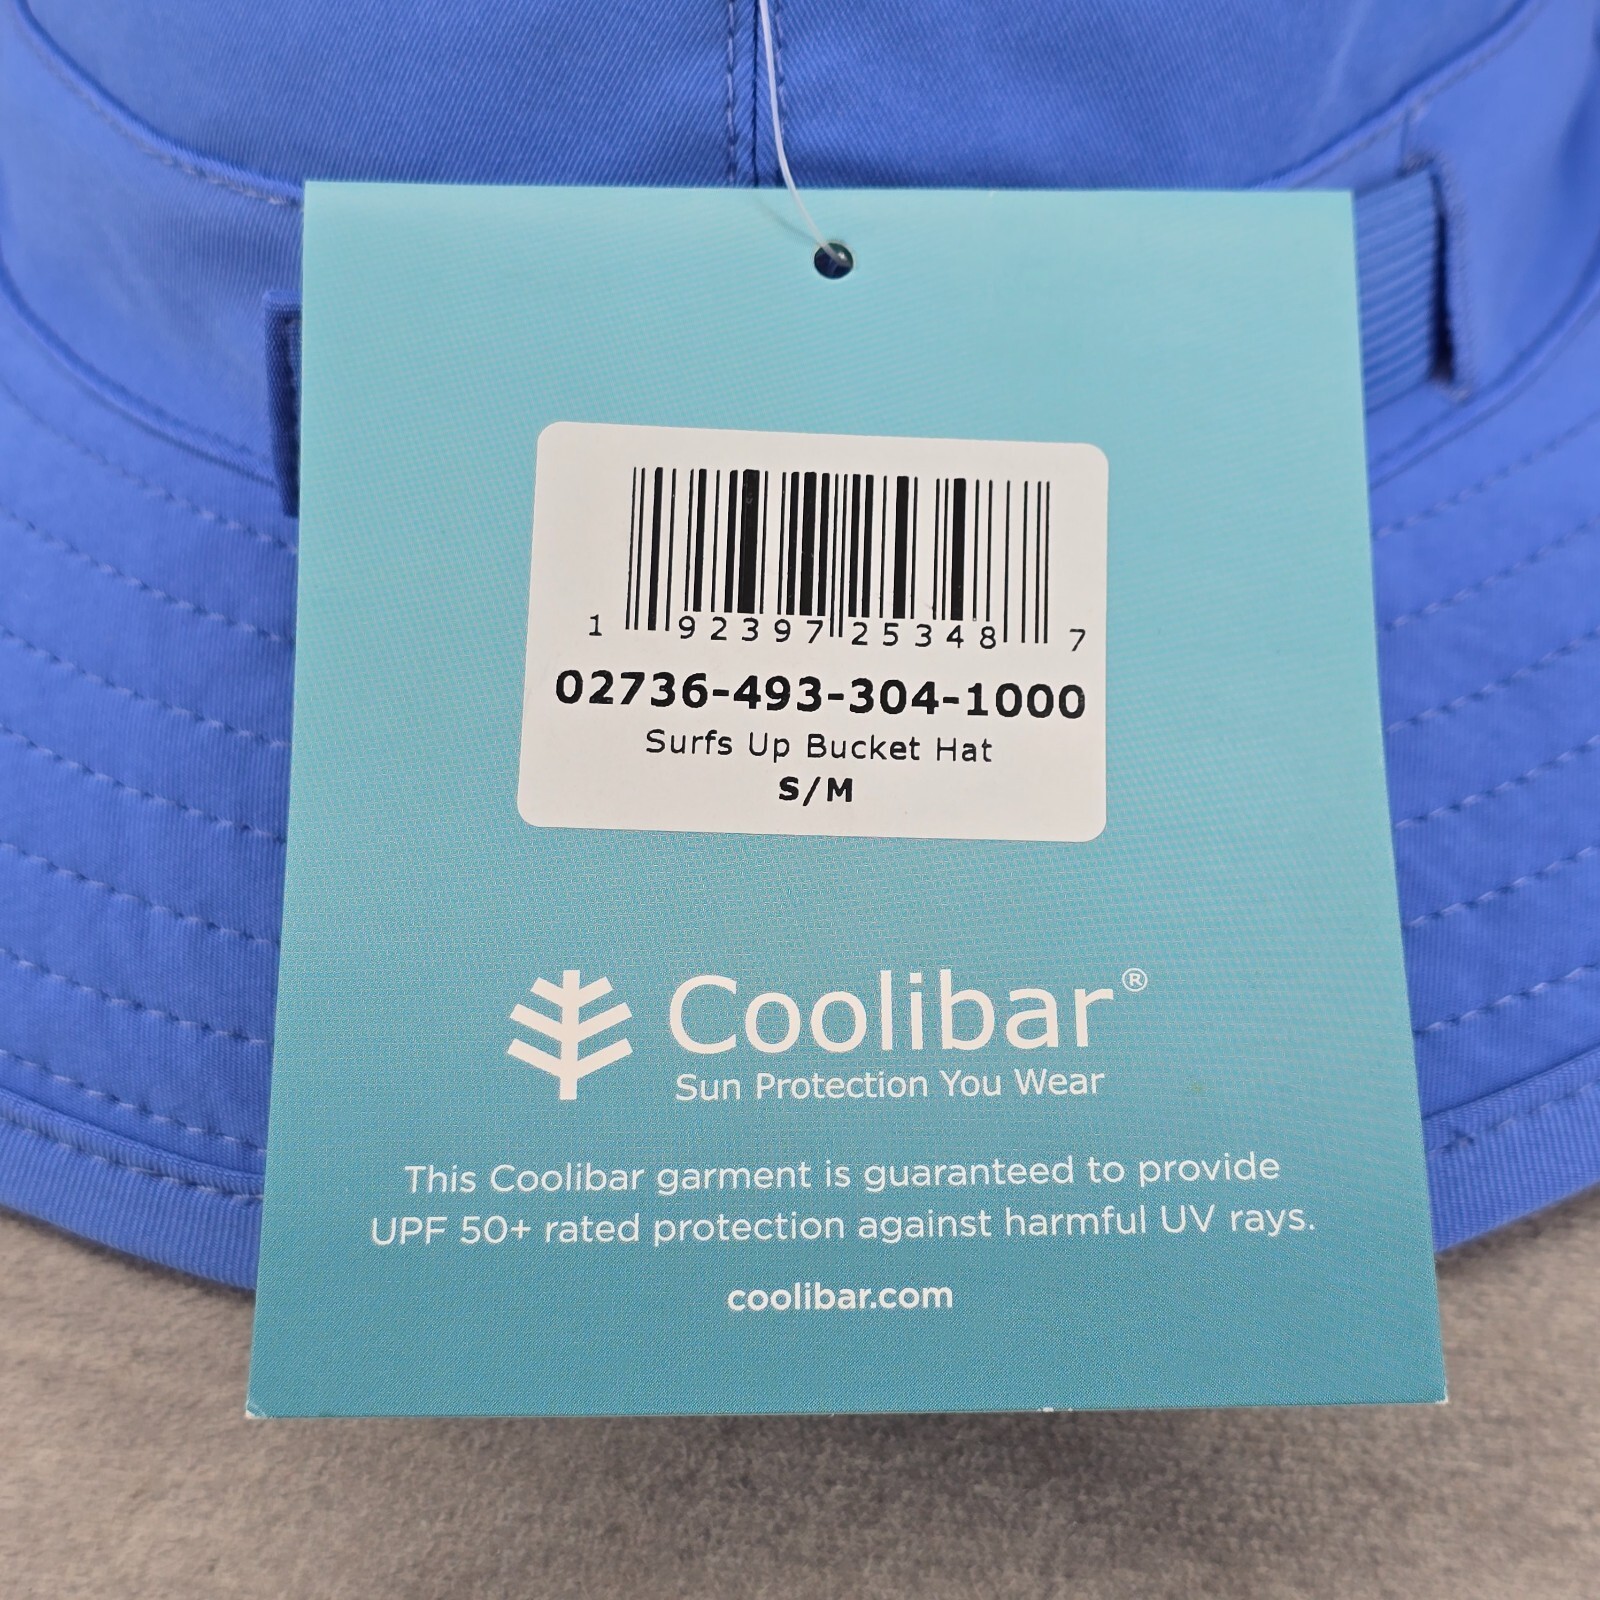 1 92397 25348 7
02736-493-304-1000
Surfs Up Bucket Hat
S/M
Coolibar®
Sun Protection You Wear
This Coolibar garment is guaranteed to provide
UPF 50+ rated protection against harmful UV rays.
coolibar.com